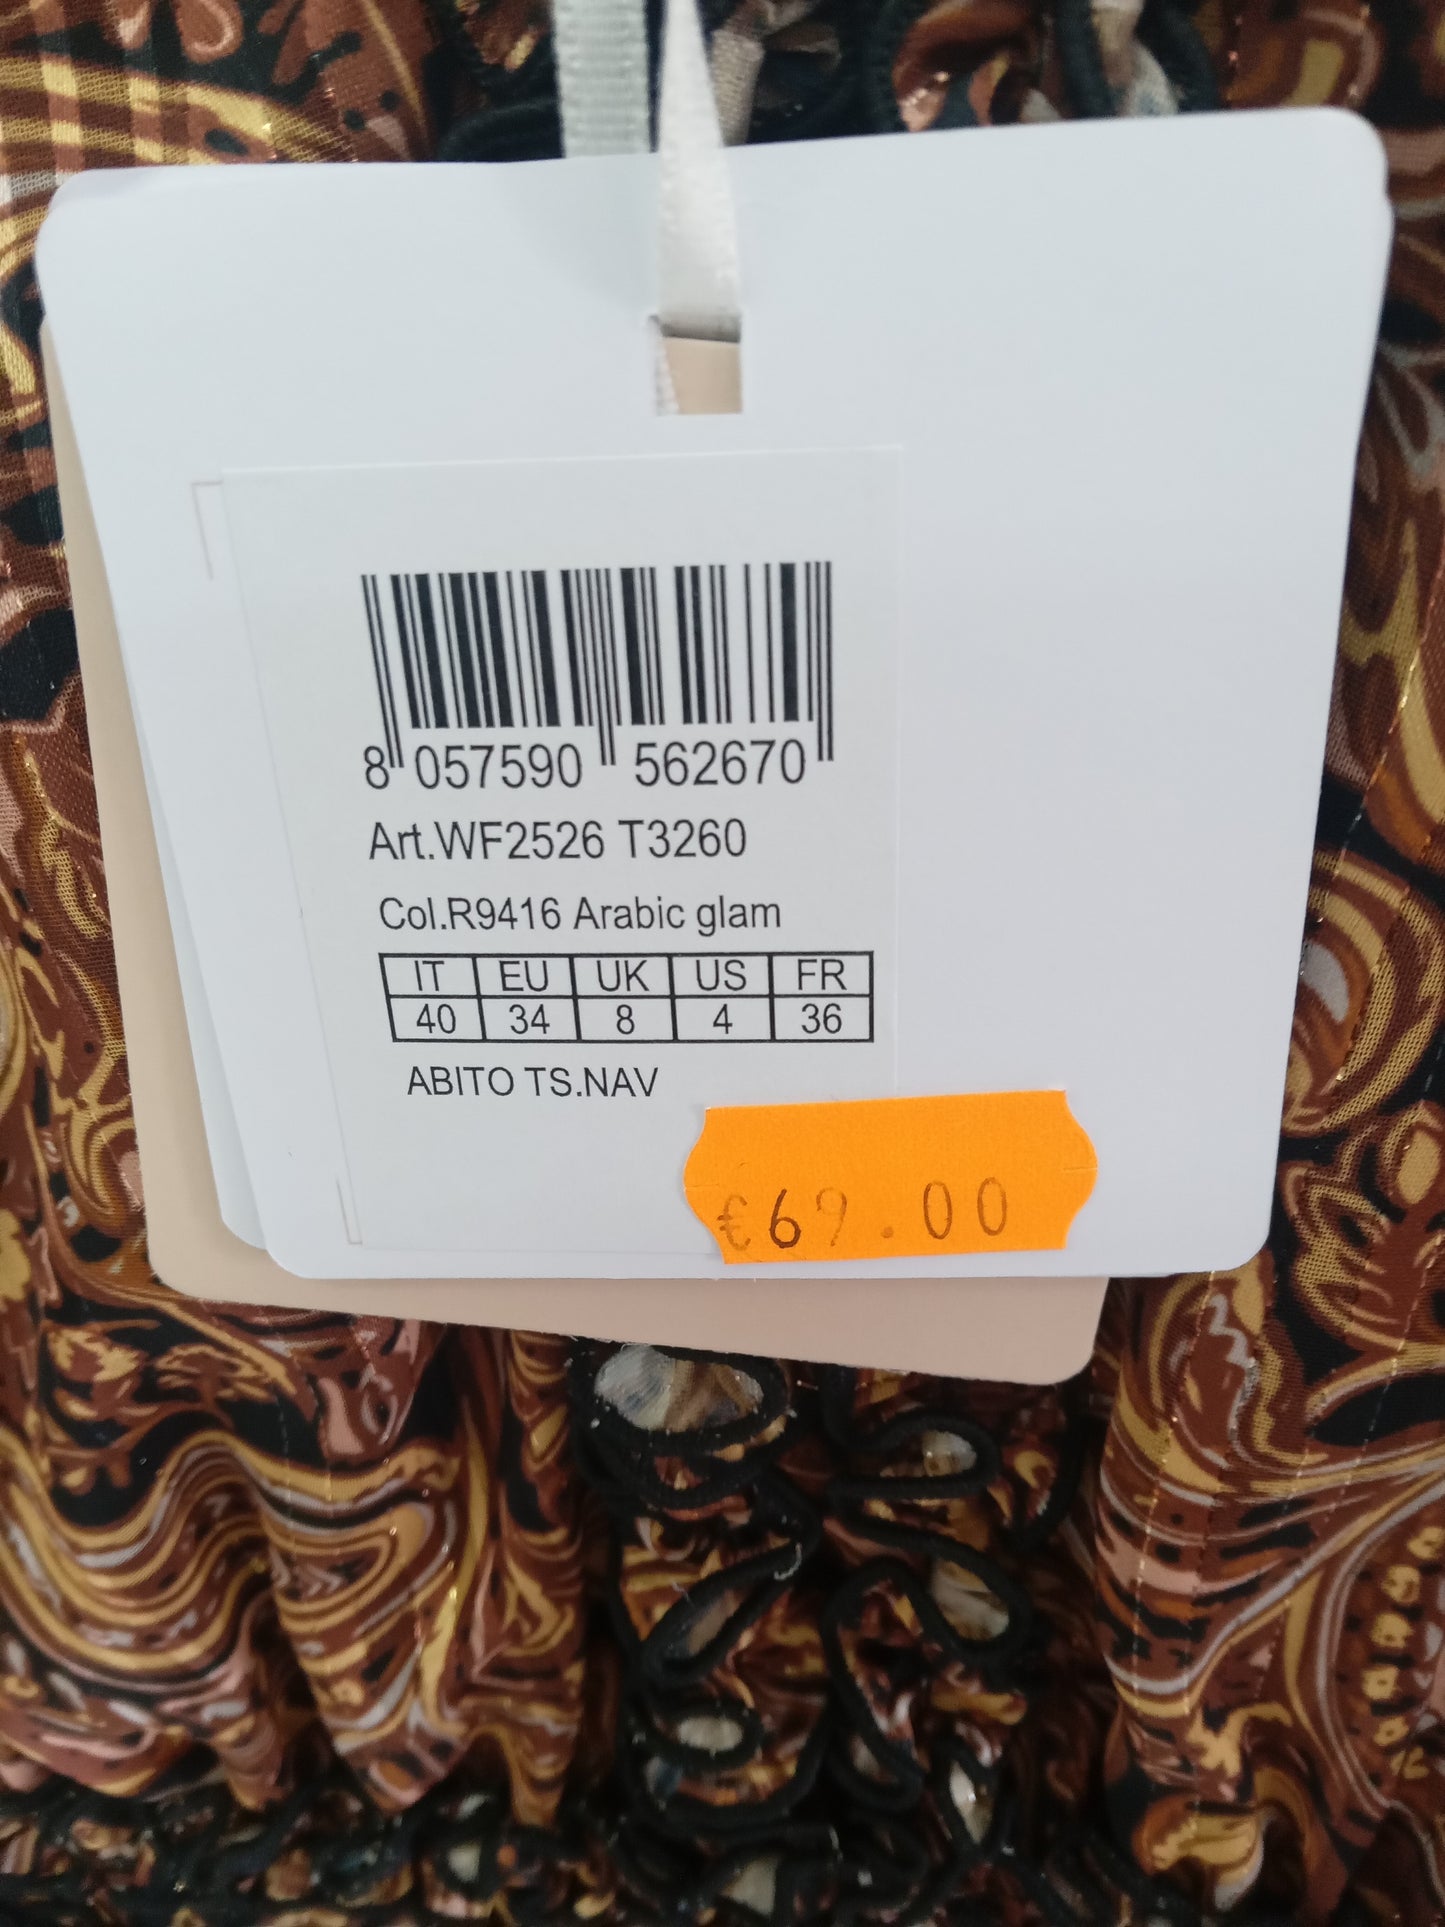 8 057590 562670
Art.WF2526 T3260
Col.R9416 Arabic glam
IT EU UK US FR
40 34 8 4 36
ABITO TS.NAV
€69.00